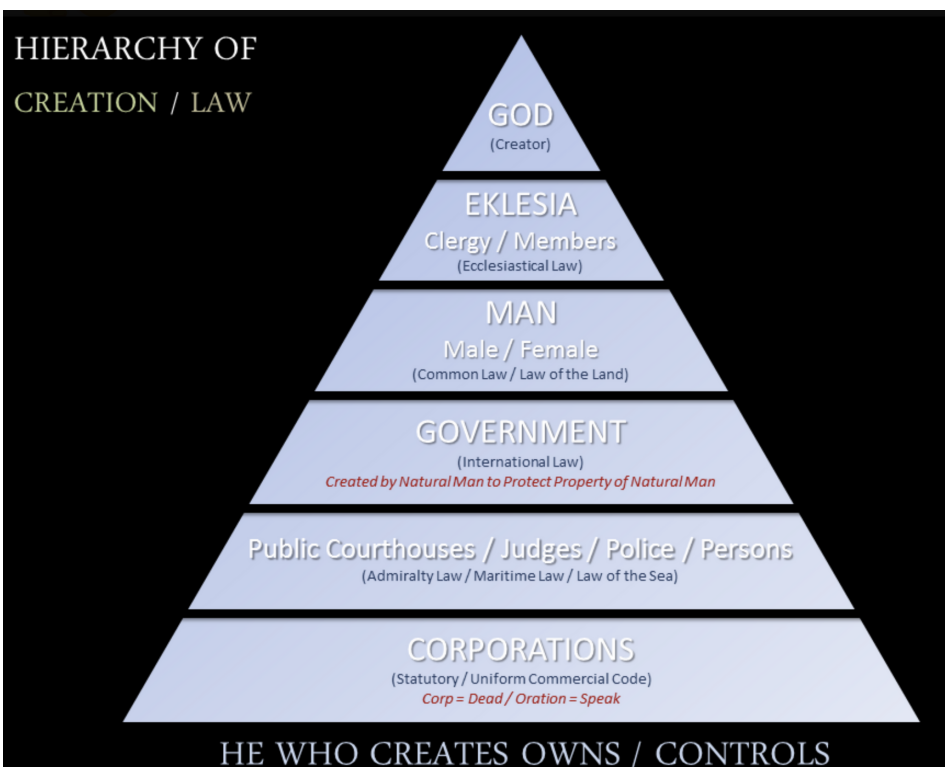 HIERARCHY OF
CREATION / LAW
GOD
(Creator)
EKLESIA
Clergy / Members
(Ecclesiastical Law)
MAN
Male / Female
(Common Law / Law of the Land)
GOVERNMENT
(International Law)
Created by Natural Man to Protect Property of Natural Man
Public Courthouses / Judges / Police / Persons
(Admiralty Law / Maritime Law / Law of the Sea)
CORPORATIONS
(Statutory / Uniform Commercial Code)
Corp = Dead / Oration = Speak
HE WHO CREATES OWNS / CONTROLS